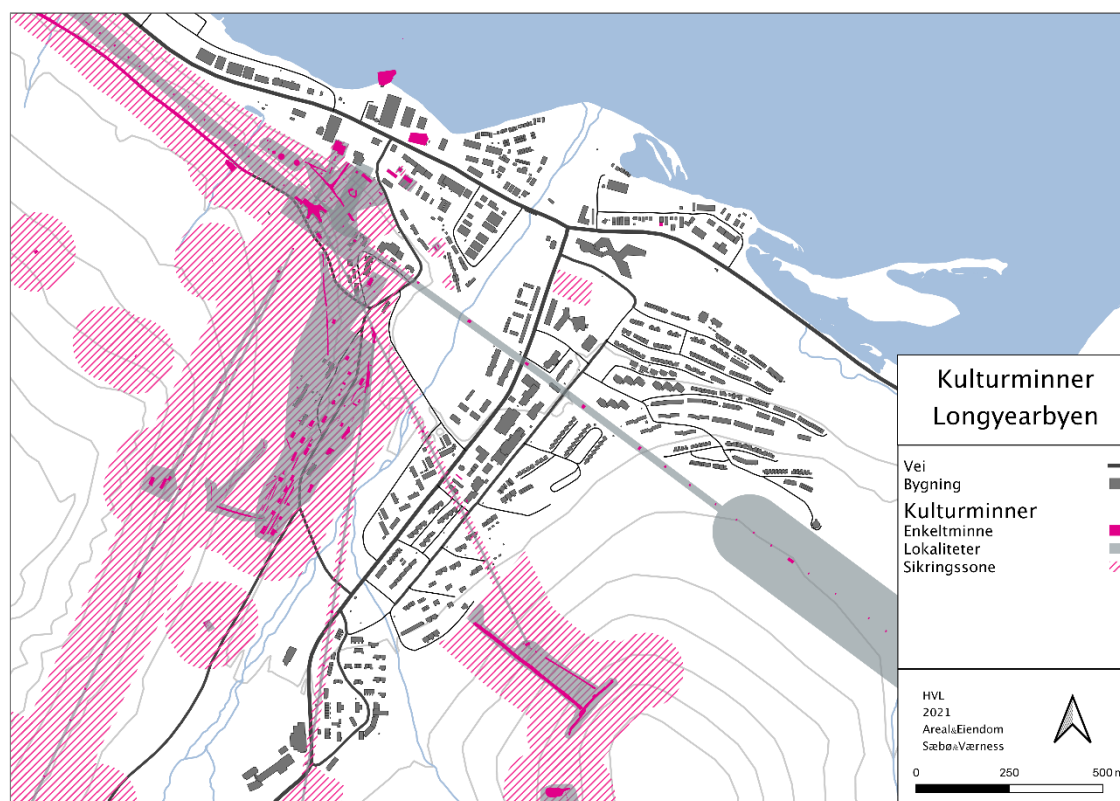 Kulturminner
Longyearbyen
Vei
Bygning
Kulturminner
Enkeltminne
Lokaliteter
Sikringssone
HVL
2021
Areal&Eiendom
Sæbø&Værness
0 250 500 m